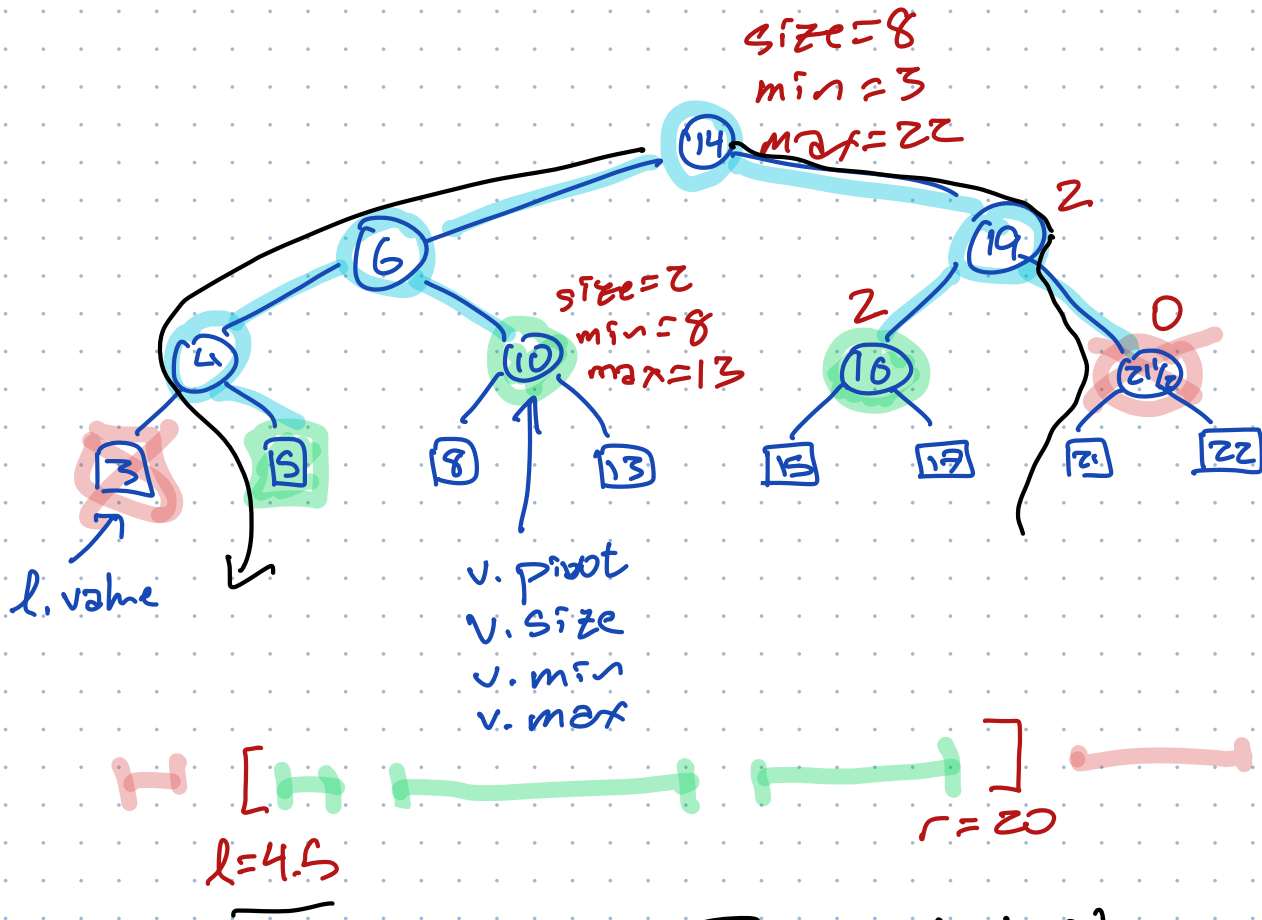 size=8
min=3
max=22
14
2
6
19
size=2
min=8
max=13
2
0
4
10
16
21½
3
5
8
13
15
17
21
22
l.value
v.pivot
v.size
v.min
v.max
[ ]
l=4.5
r=20